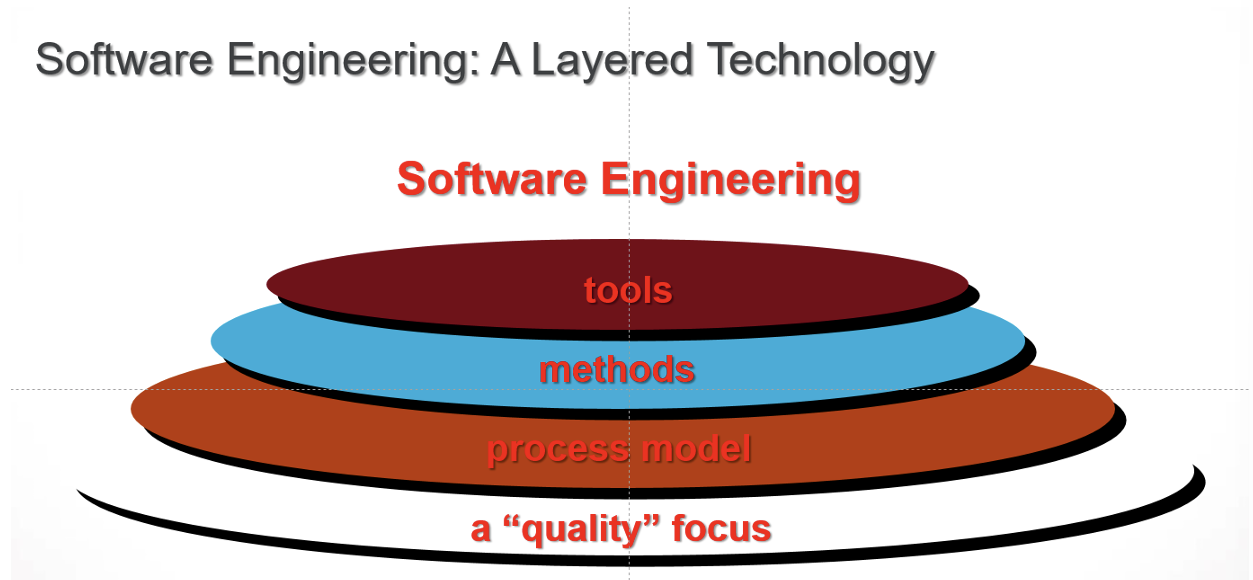 Software Engineering: A Layered Technology
Software Engineering
tools
methods
process model
a “quality” focus